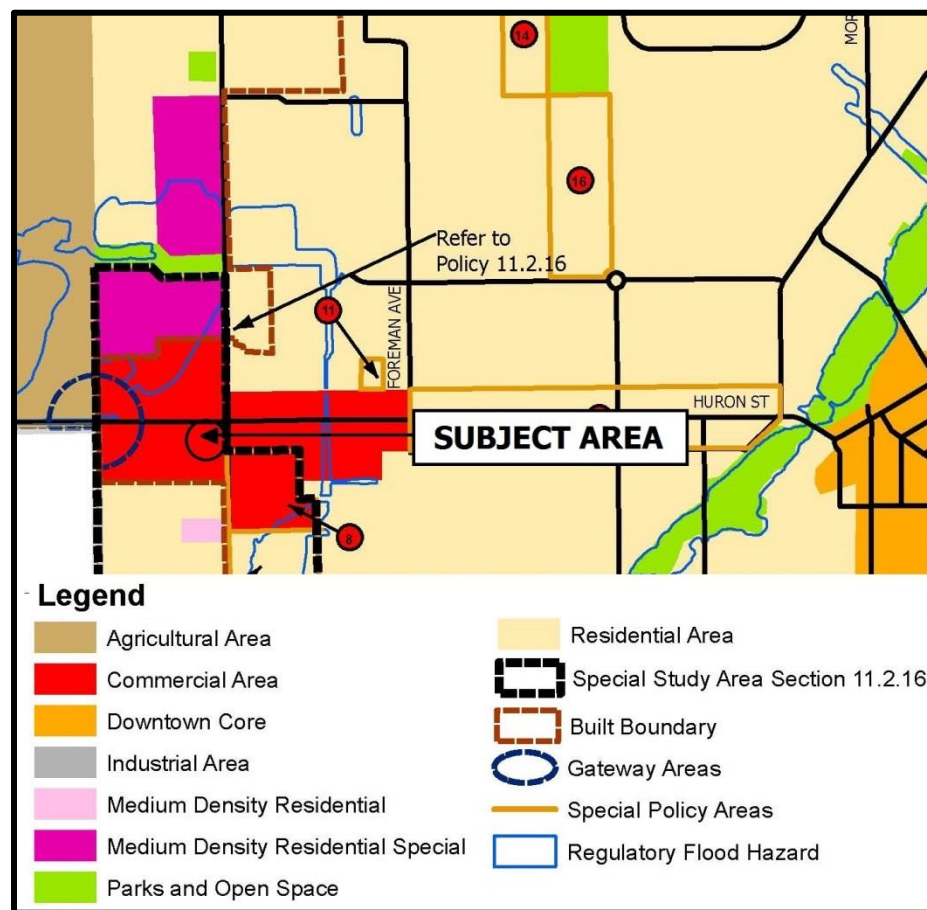 14
MOR
16
Refer to
Policy 11.2.16
11
FOREMAN AVE
HURON ST
SUBJECT AREA
8
Legend
Agricultural Area
Commercial Area
Downtown Core
Industrial Area
Medium Density Residential
Medium Density Residential Special
Parks and Open Space
Residential Area
Special Study Area Section 11.2.16
Built Boundary
Gateway Areas
Special Policy Areas
Regulatory Flood Hazard